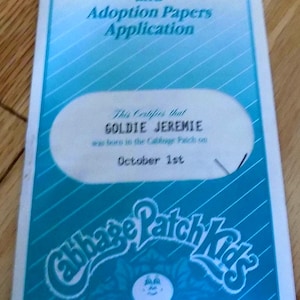 Adoption Papers
Application
This Certifies that
GOLDIE JEREMIE
was born in the Cabbage Patch on
October 1st
Cabbage Patch Kids